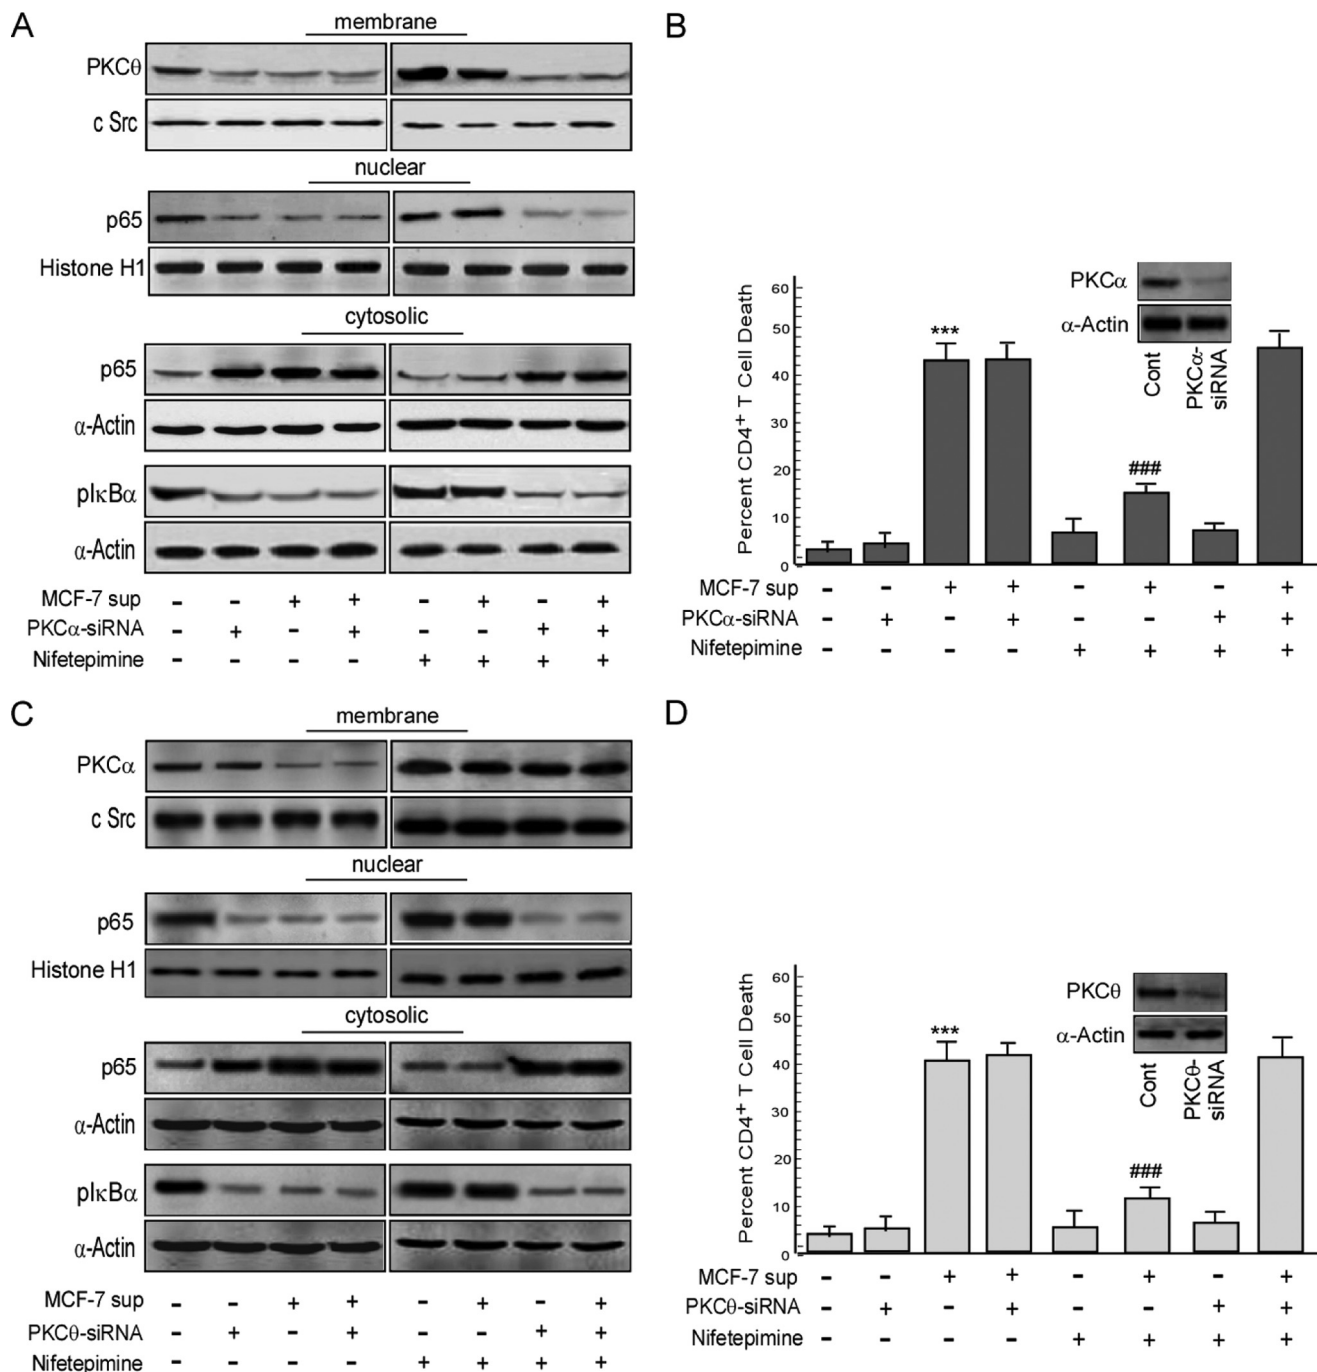 A
membrane
PKCθ
c Src
nuclear
p65
Histone H1
cytosolic
p65
α-Actin
pIκBα
α-Actin
MCF-7 sup - - + + - + - +
PKCα-siRNA - + - + - - + +
Nifetepimine - - - - + + + +
B
Percent CD4⁺ T Cell Death
60
50
40
30
20
10
0
***
###
PKCα
α-Actin
Cont
PKCα-
siRNA
MCF-7 sup - - + + - + - +
PKCα-siRNA - + - + - - + +
Nifetepimine - - - - + + + +
C
membrane
PKCα
c Src
nuclear
p65
Histone H1
cytosolic
p65
α-Actin
pIκBα
α-Actin
MCF-7 sup - - + + - + - +
PKCθ-siRNA - + - + - - + +
Nifetepimine - - - - + + + +
D
Percent CD4⁺ T Cell Death
60
50
40
30
20
10
0
***
###
PKCθ
α-Actin
Cont
PKCθ-
siRNA
MCF-7 sup - - + + - + - +
PKCθ-siRNA - + - + - - + +
Nifetepimine - - - - + + + +